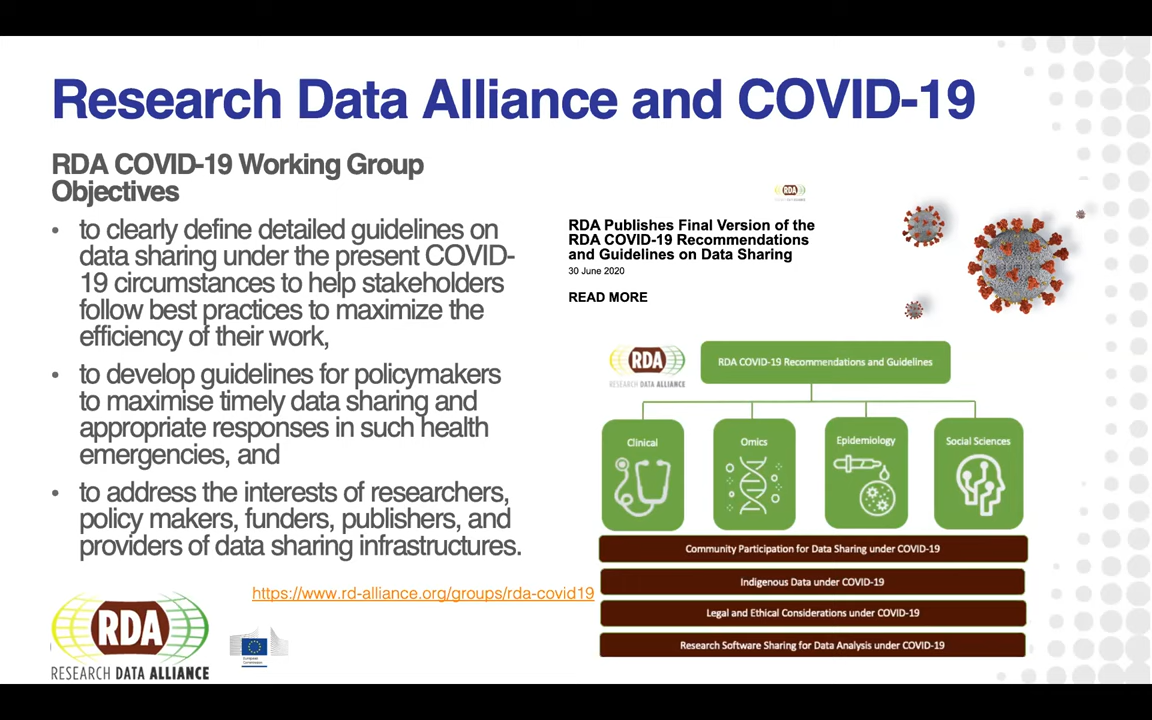 Research Data Alliance and COVID-19
RDA COVID-19 Working Group
Objectives
• to clearly define detailed guidelines on
data sharing under the present COVID-
19 circumstances to help stakeholders
follow best practices to maximize the
efficiency of their work,
• to develop guidelines for policymakers
to maximise timely data sharing and
appropriate responses in such health
emergencies, and
• to address the interests of researchers,
policy makers, funders, publishers, and
providers of data sharing infrastructures.
https://www.rd-alliance.org/groups/rda-covid19
RDA
RESEARCH DATA ALLIANCE
European
Commission
RDA
RDA Publishes Final Version of the
RDA COVID-19 Recommendations
and Guidelines on Data Sharing
30 June 2020
READ MORE
RDA
RESEARCH DATA ALLIANCE
RDA COVID-19 Recommendations and Guidelines
Clinical
Omics
Epidemiology
Social Sciences
Community Participation for Data Sharing under COVID-19
Indigenous Data under COVID-19
Legal and Ethical Considerations under COVID-19
Research Software Sharing for Data Analysis under COVID-19